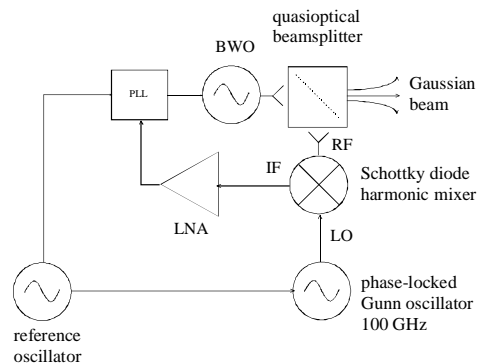 quasioptical
beamsplitter
BWO
PLL
Gaussian
beam
RF
IF
Schottky diode
harmonic mixer
LNA
LO
phase-locked
Gunn oscillator
100 GHz
reference
oscillator